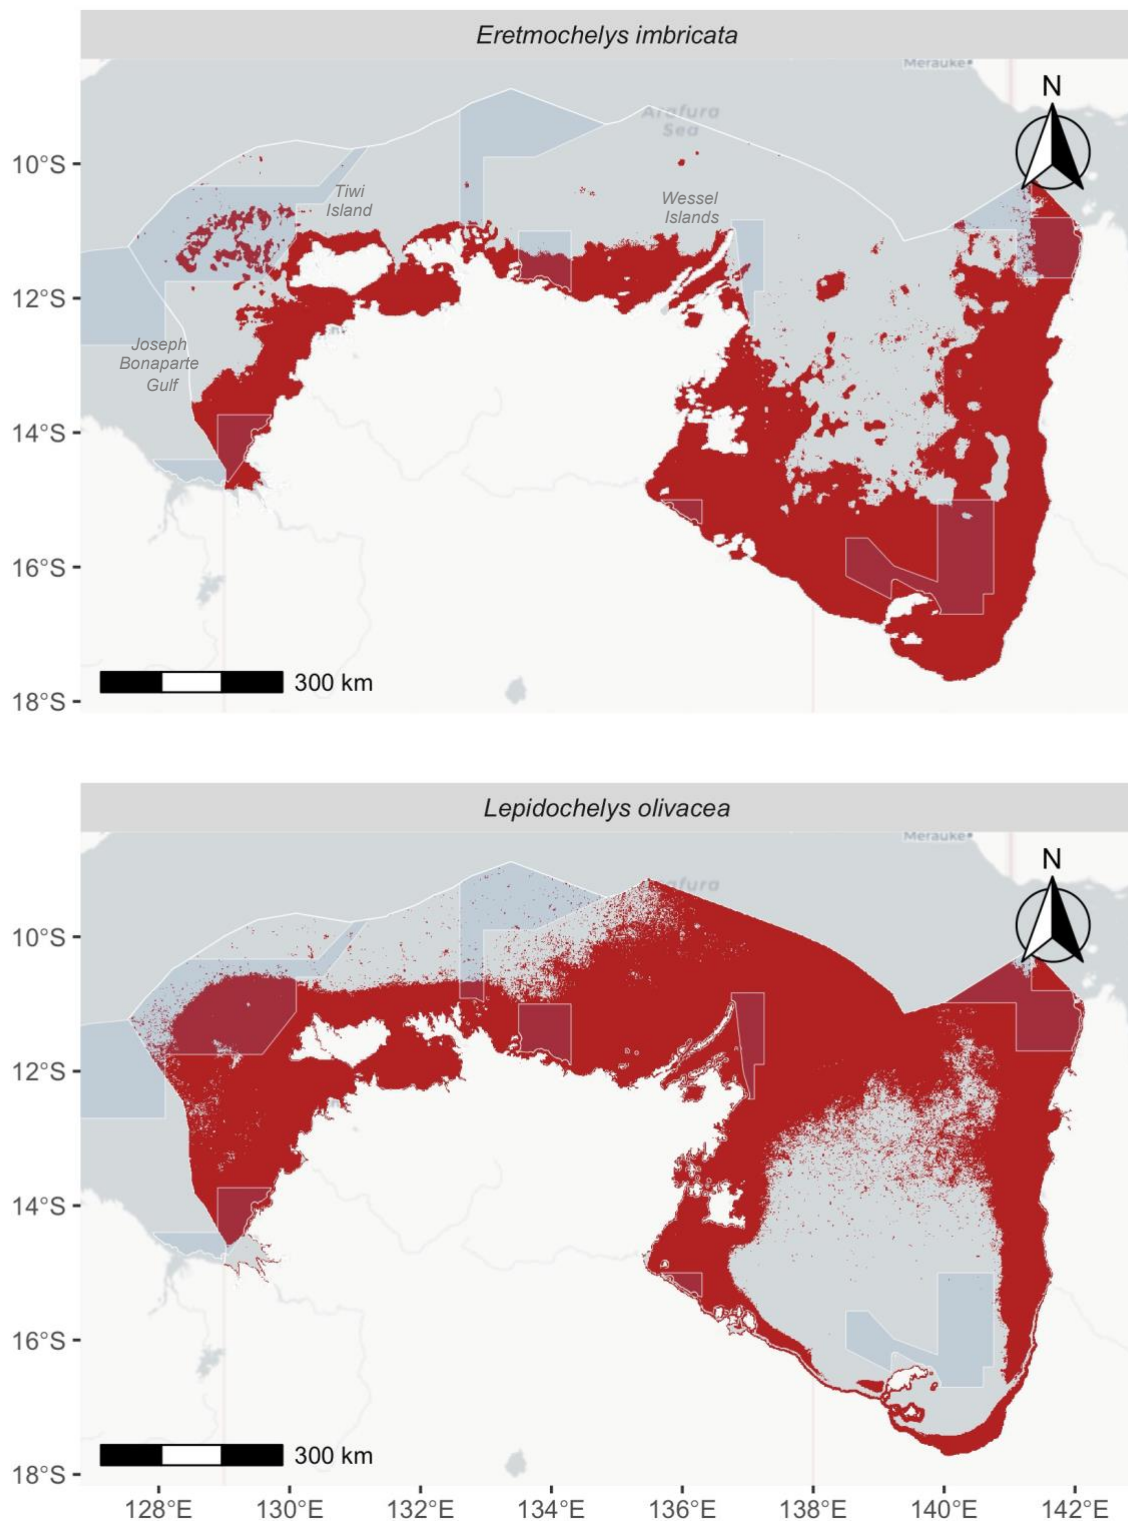 Eretmochelys imbricata
Merauke
N
Arafura
Sea
10°S
Tiwi
Island
Wessel
Islands
12°S
Joseph
Bonaparte
Gulf
14°S
16°S
300 km
18°S
Lepidochelys olivacea
Merauke
N
10°S
12°S
14°S
16°S
300 km
18°S
128°E 130°E 132°E 134°E 136°E 138°E 140°E 142°E